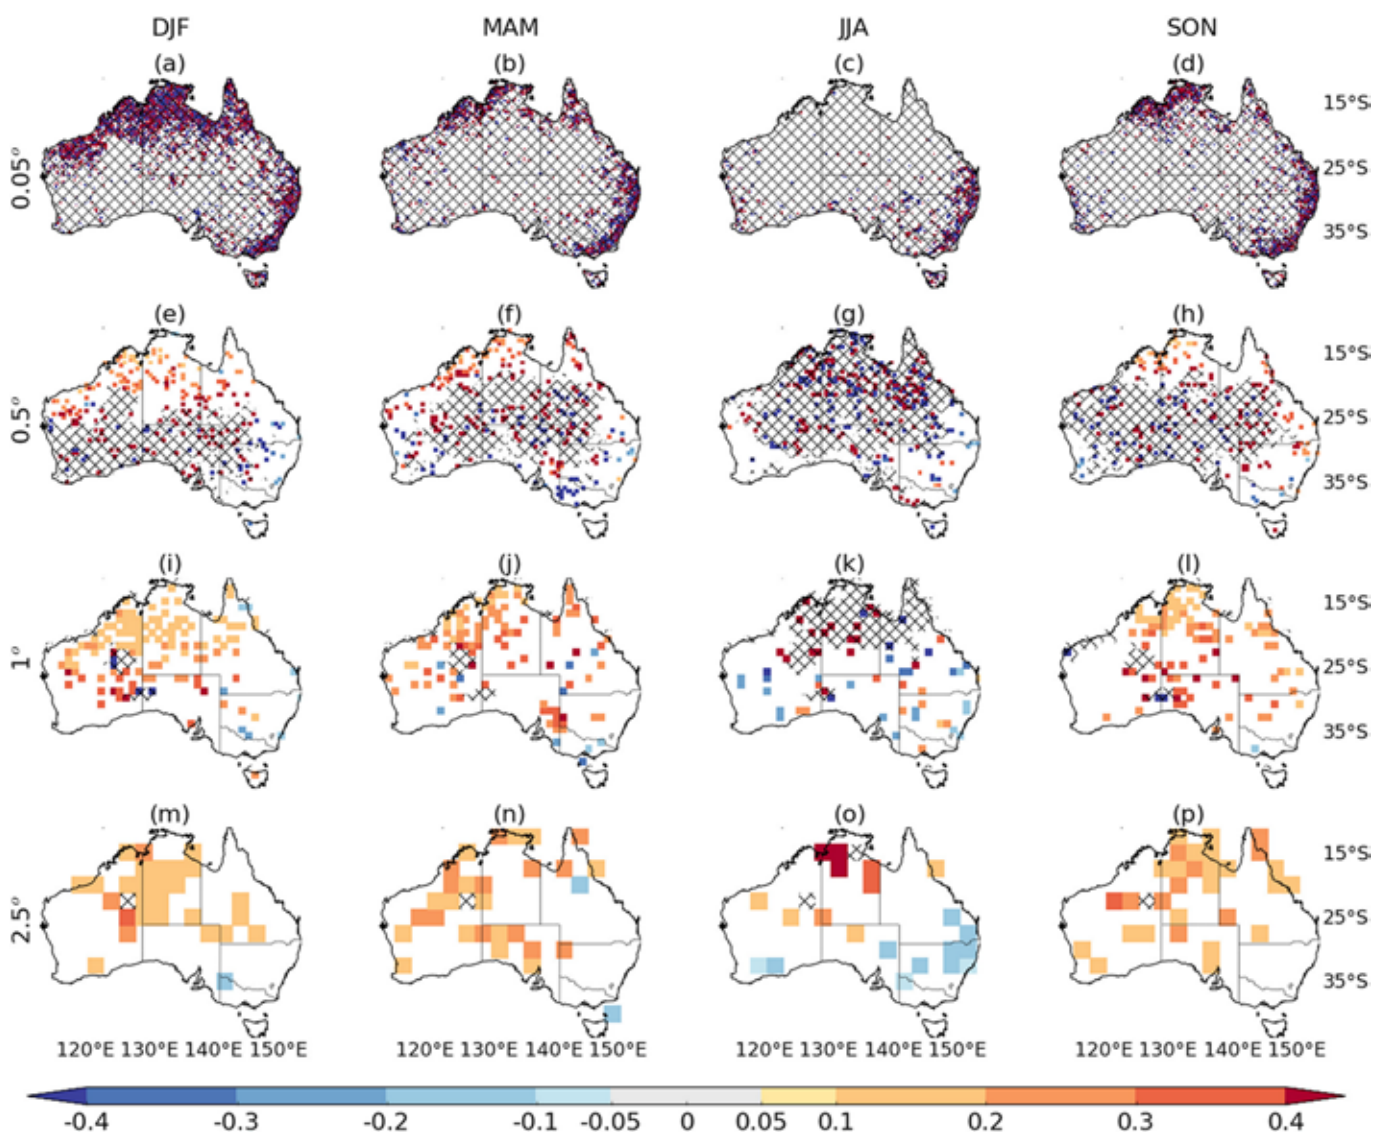 DJF MAM JJA SON
(a) (b) (c) (d)
0.05°
15°S
25°S
35°S
(e) (f) (g) (h)
0.5°
15°S
25°S
35°S
(i) (j) (k) (l)
1°
15°S
25°S
35°S
(m) (n) (o) (p)
2.5°
15°S
25°S
35°S
120°E 130°E 140°E 150°E 120°E 130°E 140°E 150°E 120°E 130°E 140°E 150°E 120°E 130°E 140°E 150°E
-0.4 -0.3 -0.2 -0.1 -0.05 0 0.05 0.1 0.2 0.3 0.4